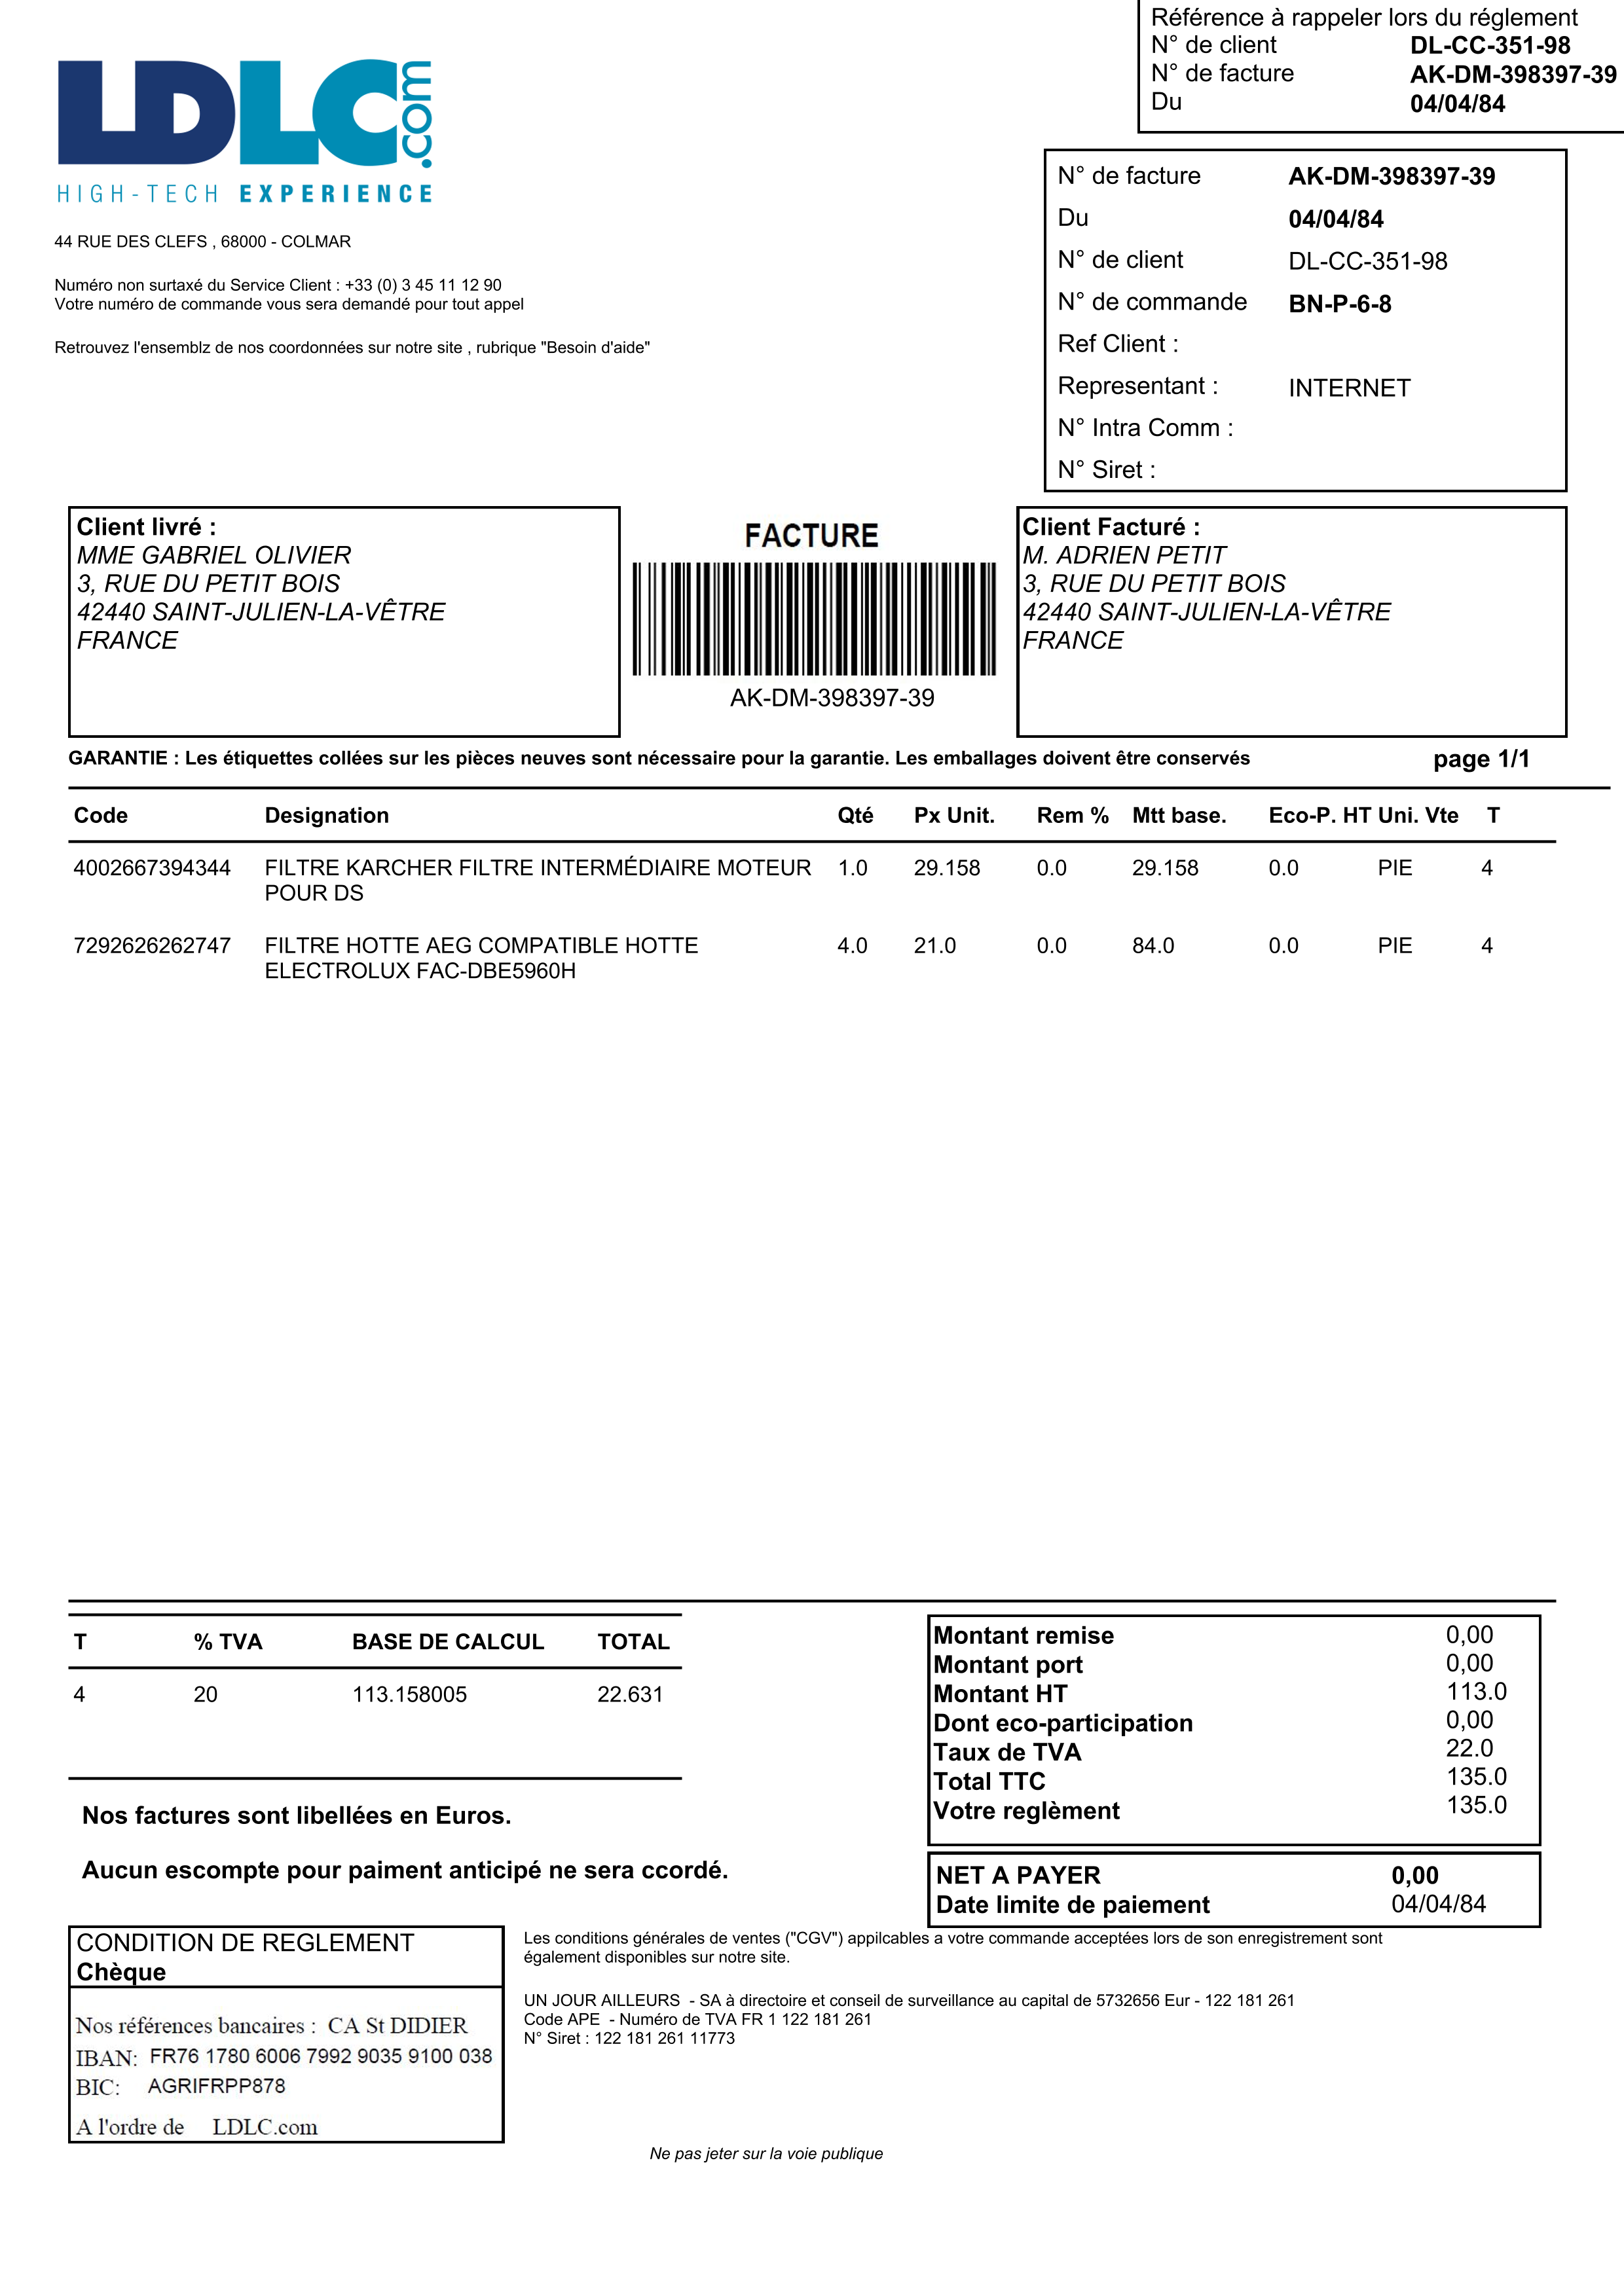 Référence à rappeler lors du réglement
N° de client DL-CC-351-98
N° de facture AK-DM-398397-39
Du 04/04/84
LDLC.com
HIGH-TECH EXPERIENCE
44 RUE DES CLEFS , 68000 - COLMAR
Numéro non surtaxé du Service Client : +33 (0) 3 45 11 12 90
Votre numéro de commande vous sera demandé pour tout appel
Retrouvez l'ensemblz de nos coordonnées sur notre site , rubrique "Besoin d'aide"
N° de facture AK-DM-398397-39
Du 04/04/84
N° de client DL-CC-351-98
N° de commande BN-P-6-8
Ref Client :
Representant : INTERNET
N° Intra Comm :
N° Siret :
Client livré :
MME GABRIEL OLIVIER
3, RUE DU PETIT BOIS
42440 SAINT-JULIEN-LA-VÊTRE
FRANCE
FACTURE
AK-DM-398397-39
Client Facturé :
M. ADRIEN PETIT
3, RUE DU PETIT BOIS
42440 SAINT-JULIEN-LA-VÊTRE
FRANCE
GARANTIE : Les étiquettes collées sur les pièces neuves sont nécessaire pour la garantie. Les emballages doivent être conservés page 1/1
Code Designation Qté Px Unit. Rem % Mtt base. Eco-P. HT Uni. Vte T
4002667394344 FILTRE KARCHER FILTRE INTERMÉDIAIRE MOTEUR 1.0 29.158 0.0 29.158 0.0 PIE 4
POUR DS
7292626262747 FILTRE HOTTE AEG COMPATIBLE HOTTE 4.0 21.0 0.0 84.0 0.0 PIE 4
ELECTROLUX FAC-DBE5960H
T % TVA BASE DE CALCUL TOTAL
4 20 113.158005 22.631
Montant remise 0,00
Montant port 0,00
Montant HT 113.0
Dont eco-participation 0,00
Taux de TVA 22.0
Total TTC 135.0
Votre reglèment 135.0
Nos factures sont libellées en Euros.
Aucun escompte pour paiment anticipé ne sera ccordé.
NET A PAYER 0,00
Date limite de paiement 04/04/84
CONDITION DE REGLEMENT
Chèque
Nos références bancaires : CA St DIDIER
IBAN: FR76 1780 6006 7992 9035 9100 038
BIC: AGRIFRPP878
A l'ordre de LDLC.com
Les conditions générales de ventes ("CGV") appilcables a votre commande acceptées lors de son enregistrement sont
également disponibles sur notre site.
UN JOUR AILLEURS - SA à directoire et conseil de surveillance au capital de 5732656 Eur - 122 181 261
Code APE - Numéro de TVA FR 1 122 181 261
N° Siret : 122 181 261 11773
Ne pas jeter sur la voie publique